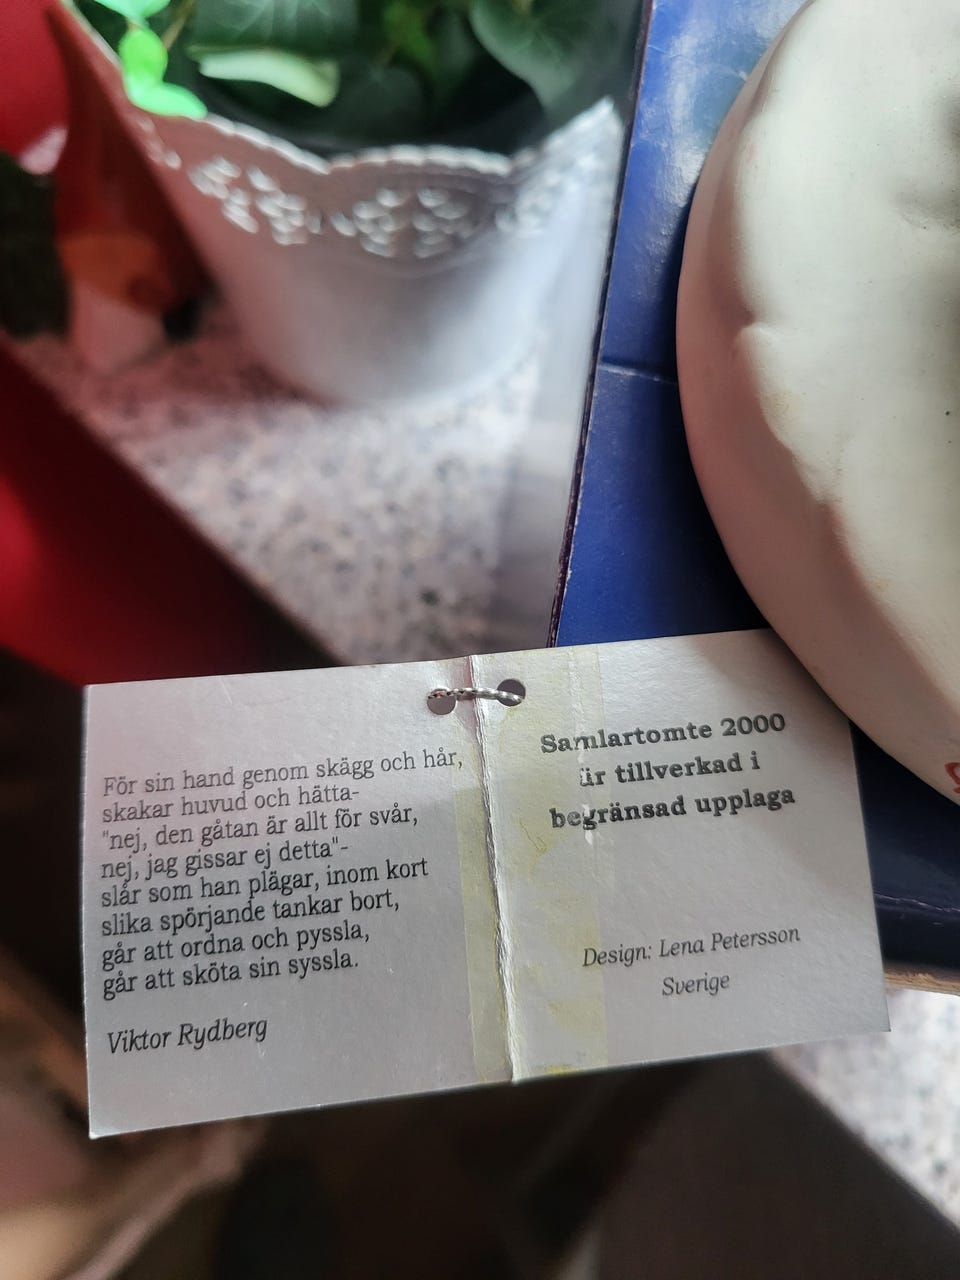 För sin hand genom skägg och hår,
skakar huvud och hätta-
"nej, den gåtan är allt för svår,
nej, jag gissar ej detta"-
slår som han plägar, inom kort
slika spörjande tankar bort,
går att ordna och pyssla,
går att sköta sin syssla.
Viktor Rydberg
Samlartomte 2000
är tillverkad i
begränsad upplaga
Design: Lena Petersson
Sverige